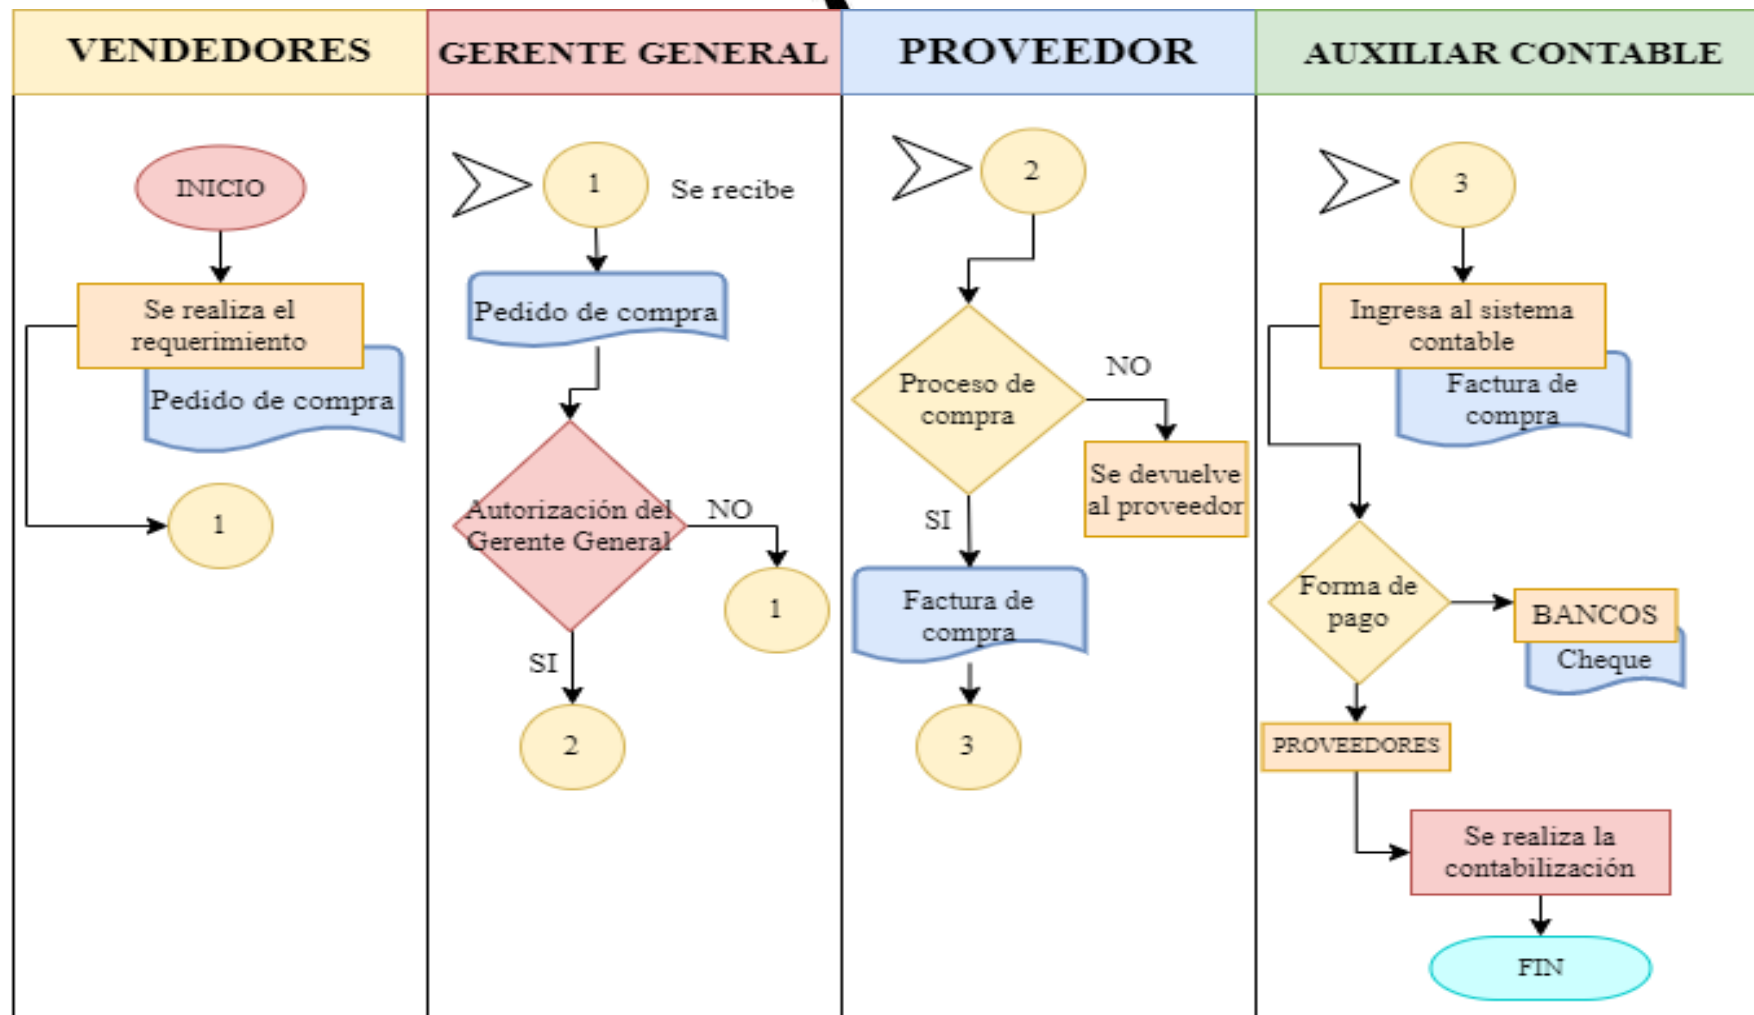 VENDEDORES
GERENTE GENERAL
PROVEEDOR
AUXILIAR CONTABLE
INICIO
Se realiza el
requerimiento
Pedido de compra
1
1
Se recibe
Pedido de compra
Autorización del
Gerente General
NO
1
SI
2
2
Proceso de
compra
NO
Se devuelve
al proveedor
SI
Factura de
compra
3
3
Ingresa al sistema
contable
Factura de
compra
Forma de
pago
BANCOS
Cheque
PROVEEDORES
Se realiza la
contabilización
FIN